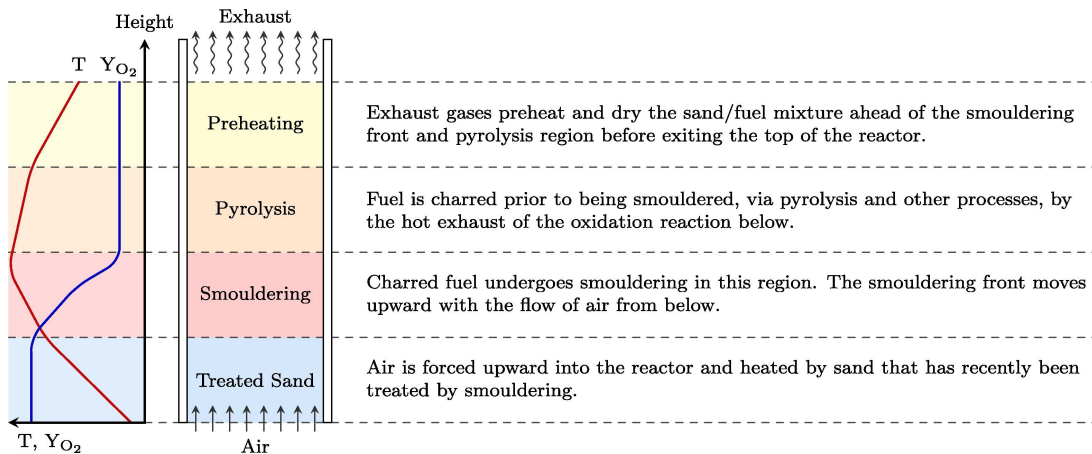 Exhaust
Height
T Y_{O_2}
Preheating
Exhaust gases preheat and dry the sand/fuel mixture ahead of the smouldering
front and pyrolysis region before exiting the top of the reactor.
Pyrolysis
Fuel is charred prior to being smouldered, via pyrolysis and other processes, by
the hot exhaust of the oxidation reaction below.
Smouldering
Charred fuel undergoes smouldering in this region. The smouldering front moves
upward with the flow of air from below.
Treated Sand
Air is forced upward into the reactor and heated by sand that has recently been
treated by smouldering.
T, Y_{O_2}
Air